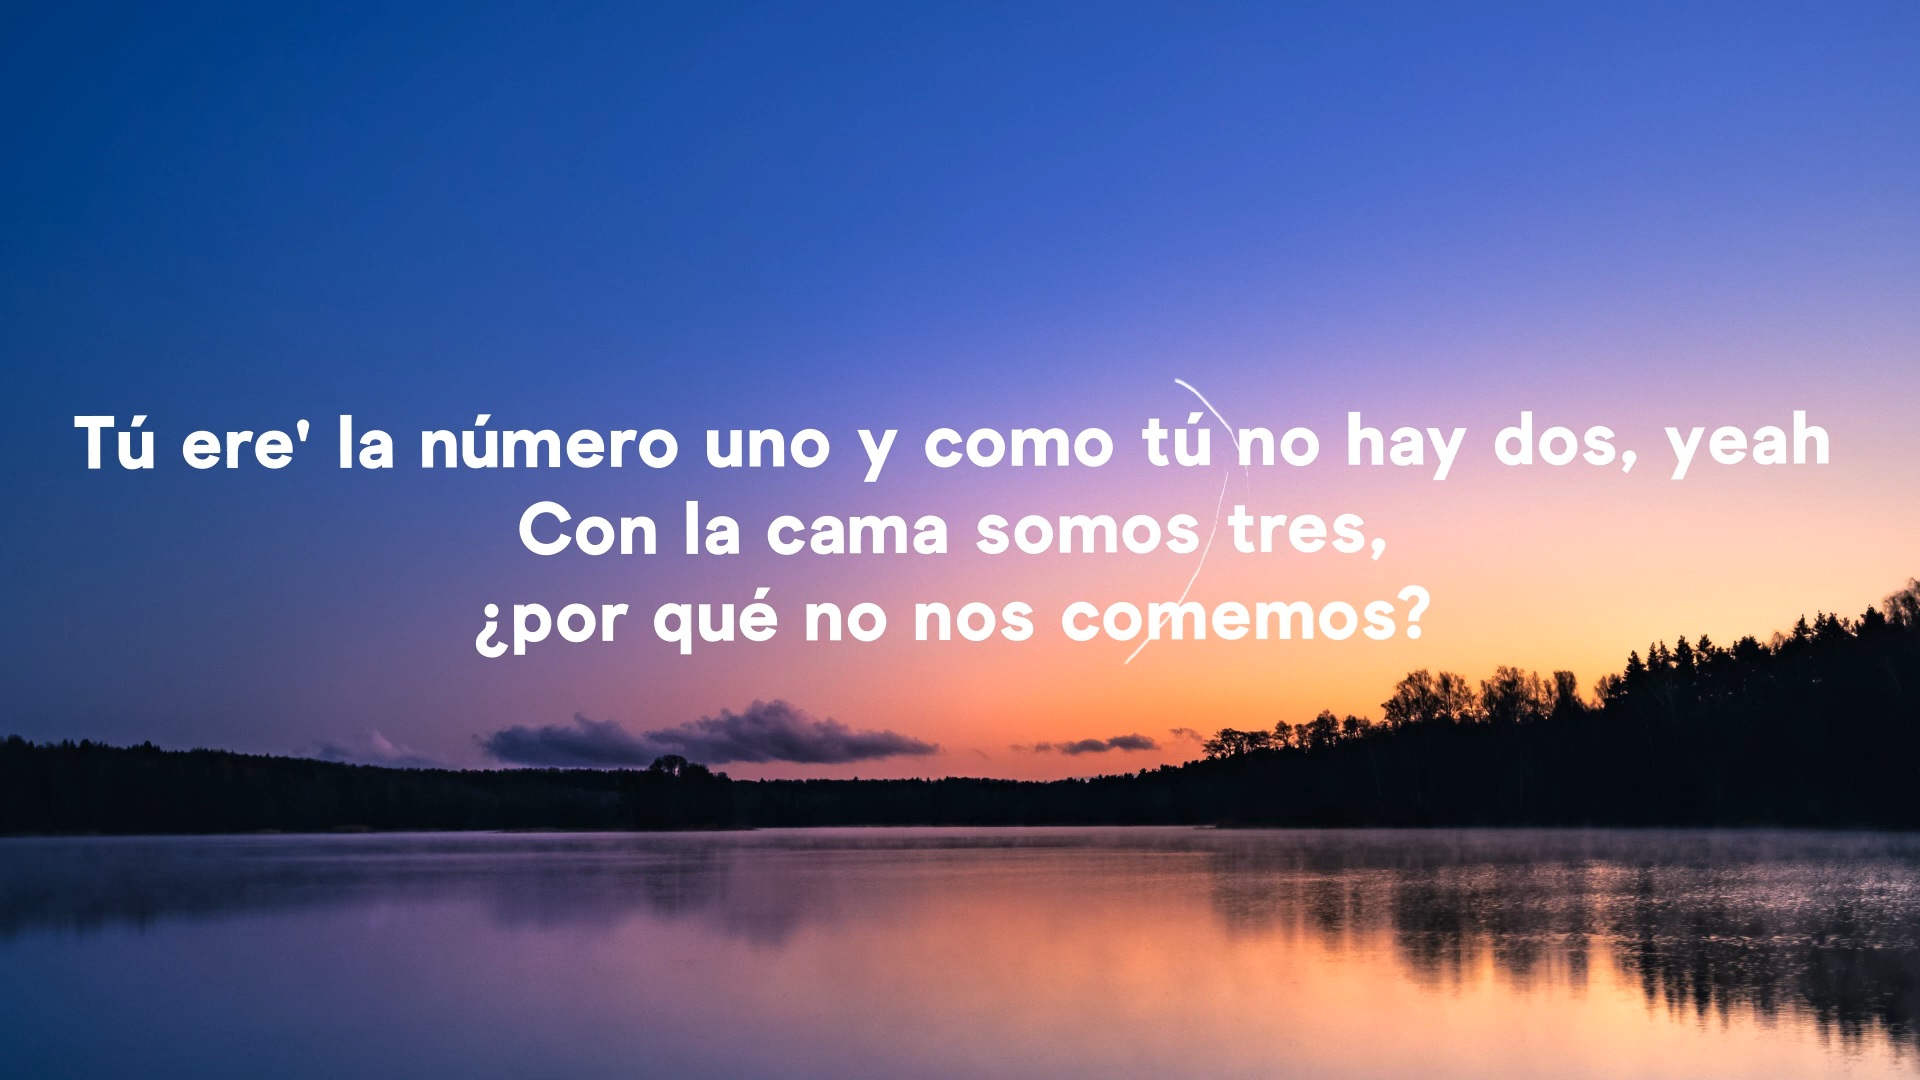 Tú ere' la número uno y como tú no hay dos, yeah
Con la cama somos tres,
¿por qué no nos comemos?